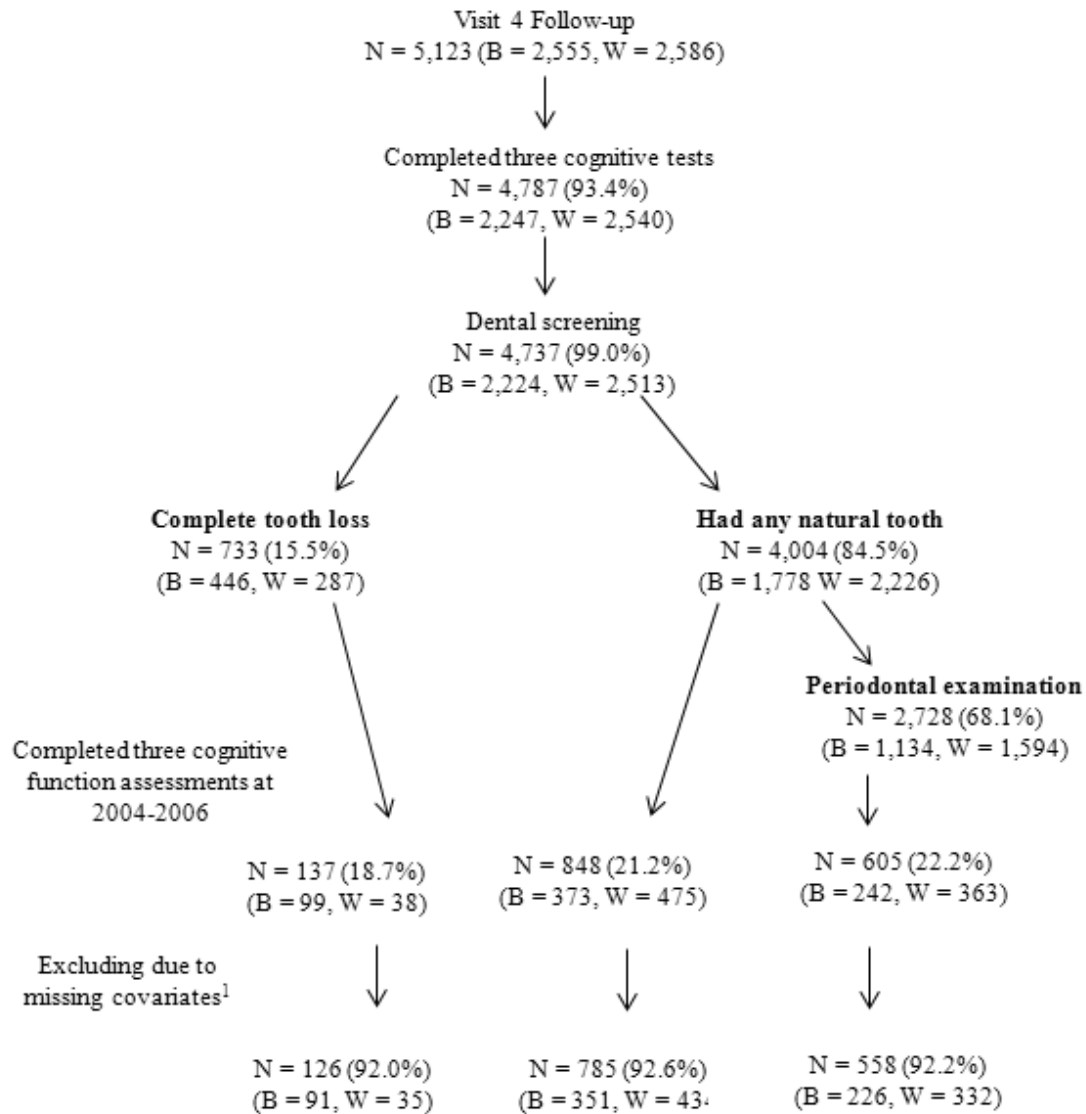 Visit 4 Follow-up
N = 5,123 (B = 2,555, W = 2,586)
Completed three cognitive tests
N = 4,787 (93.4%)
(B = 2,247, W = 2,540)
Dental screening
N = 4,737 (99.0%)
(B = 2,224, W = 2,513)
Complete tooth loss
N = 733 (15.5%)
(B = 446, W = 287)
Had any natural tooth
N = 4,004 (84.5%)
(B = 1,778 W = 2,226)
Periodontal examination
N = 2,728 (68.1%)
(B = 1,134, W = 1,594)
Completed three cognitive
function assessments at
2004-2006
N = 137 (18.7%)
(B = 99, W = 38)
N = 848 (21.2%)
(B = 373, W = 475)
N = 605 (22.2%)
(B = 242, W = 363)
Excluding due to
missing covariates1
N = 126 (92.0%)
(B = 91, W = 35)
N = 785 (92.6%)
(B = 351, W =
N = 558 (92.2%)
(B = 226, W = 332)